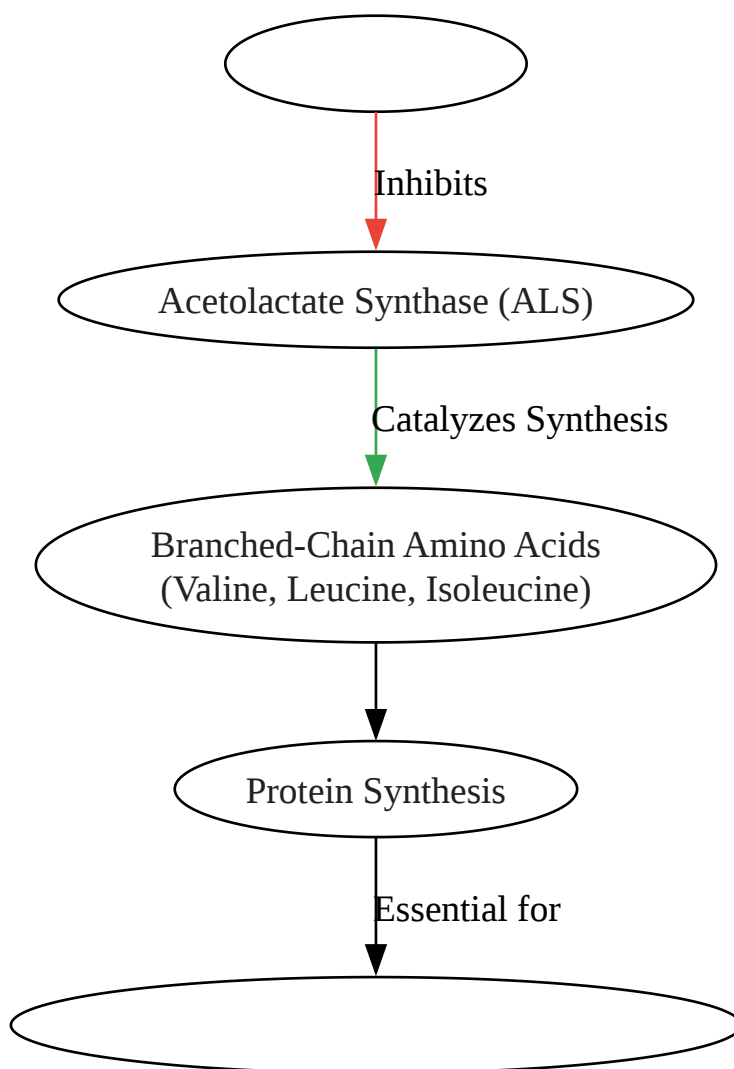 Inhibits
Acetolactate Synthase (ALS)
Catalyzes Synthesis
Branched-Chain Amino Acids
(Valine, Leucine, Isoleucine)
Protein Synthesis
Essential for